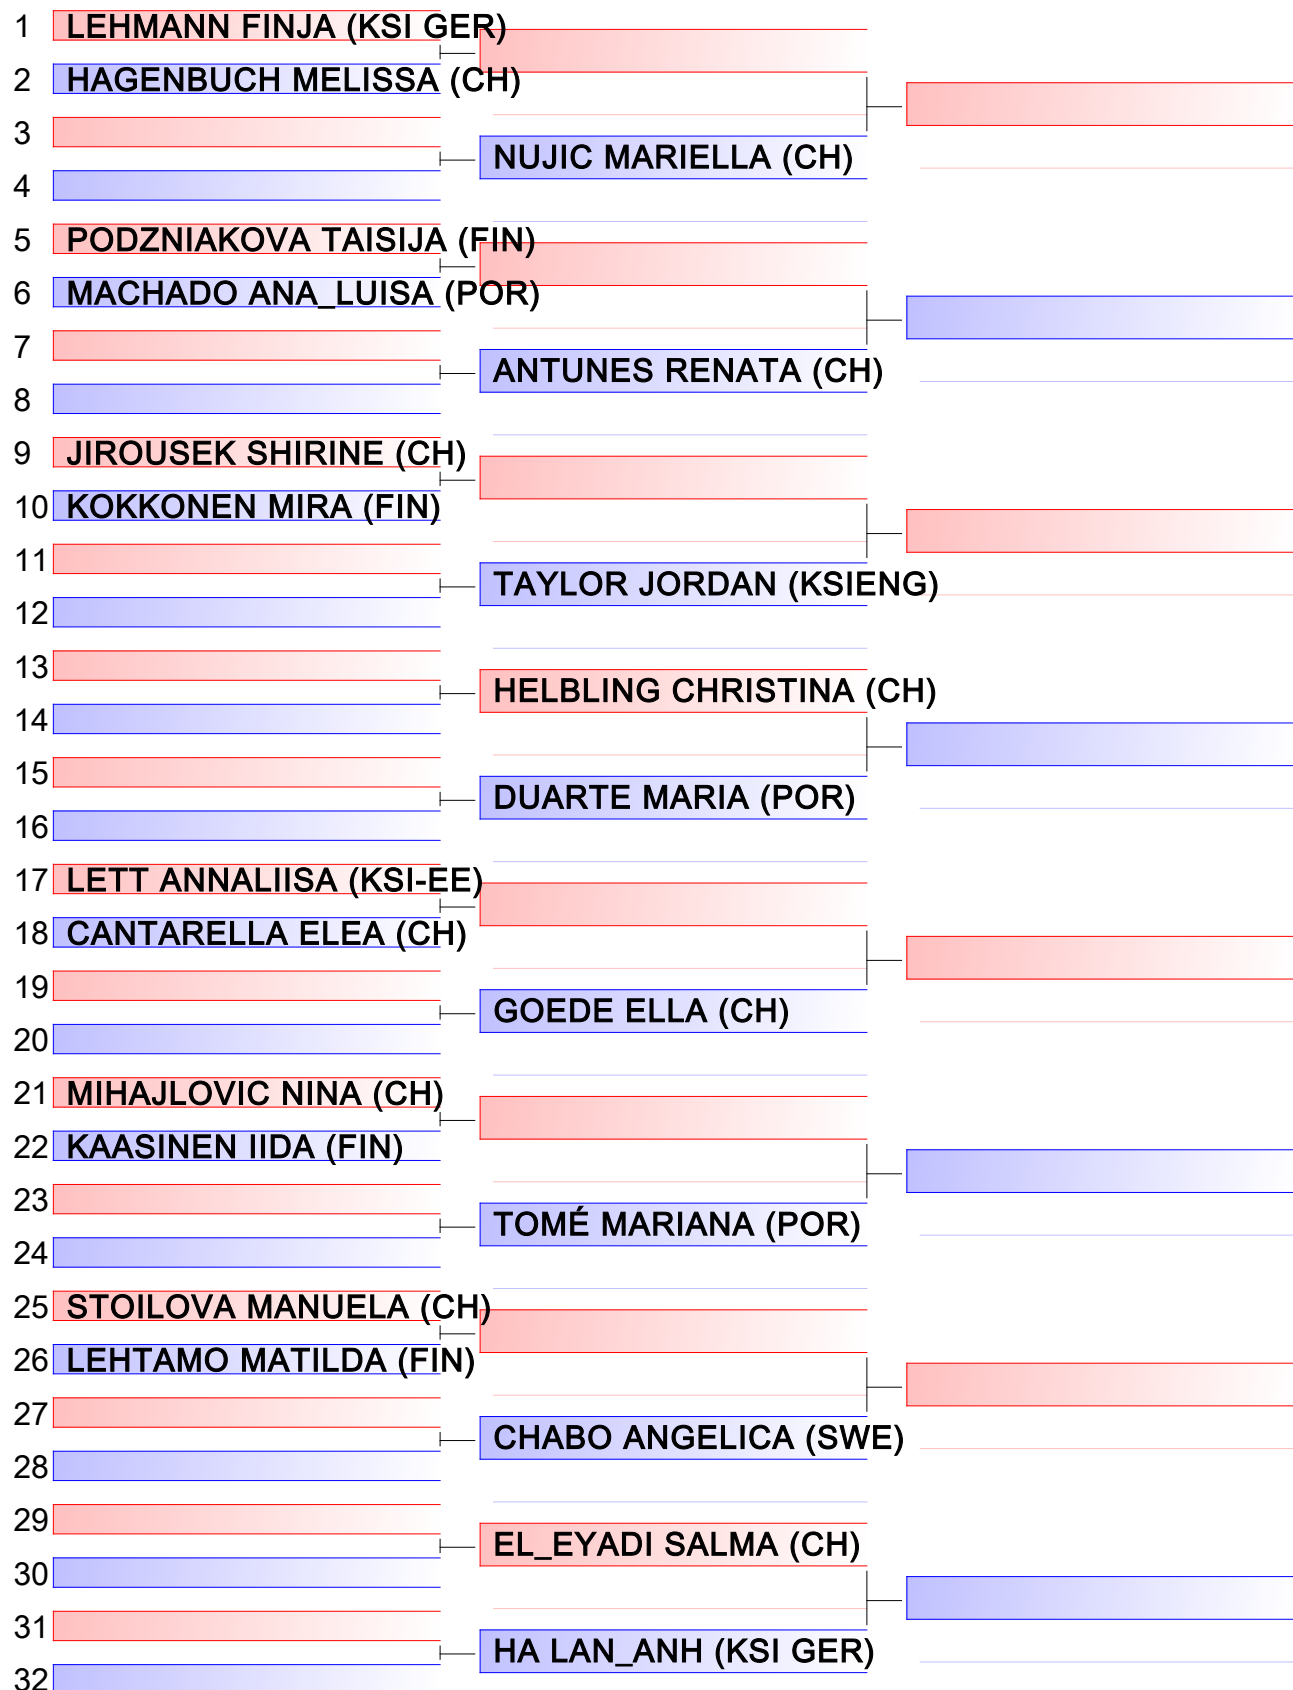 1 LEHMANN FINJA (KSI GER)
2 HAGENBUCH MELISSA (CH)
3
NUJIC MARIELLA (CH)
4
5 PODZNIAKOVA TAISIJA (FIN)
6 MACHADO ANA_LUISA (POR)
7
ANTUNES RENATA (CH)
8
9 JIROUSEK SHIRINE (CH)
10 KOKKONEN MIRA (FIN)
11
TAYLOR JORDAN (KSIENG)
12
13
HELBLING CHRISTINA (CH)
14
15
DUARTE MARIA (POR)
16
17 LETT ANNALIISA (KSI-EE)
18 CANTARELLA ELEA (CH)
19
GOEDE ELLA (CH)
20
21 MIHAJLOVIC NINA (CH)
22 KAASINEN IIDA (FIN)
23
TOMÉ MARIANA (POR)
24
25 STOILOVA MANUELA (CH)
26 LEHTAMO MATILDA (FIN)
27
CHABO ANGELICA (SWE)
28
29
EL_EYADI SALMA (CH)
30
31
HA LAN_ANH (KSI GER)
32